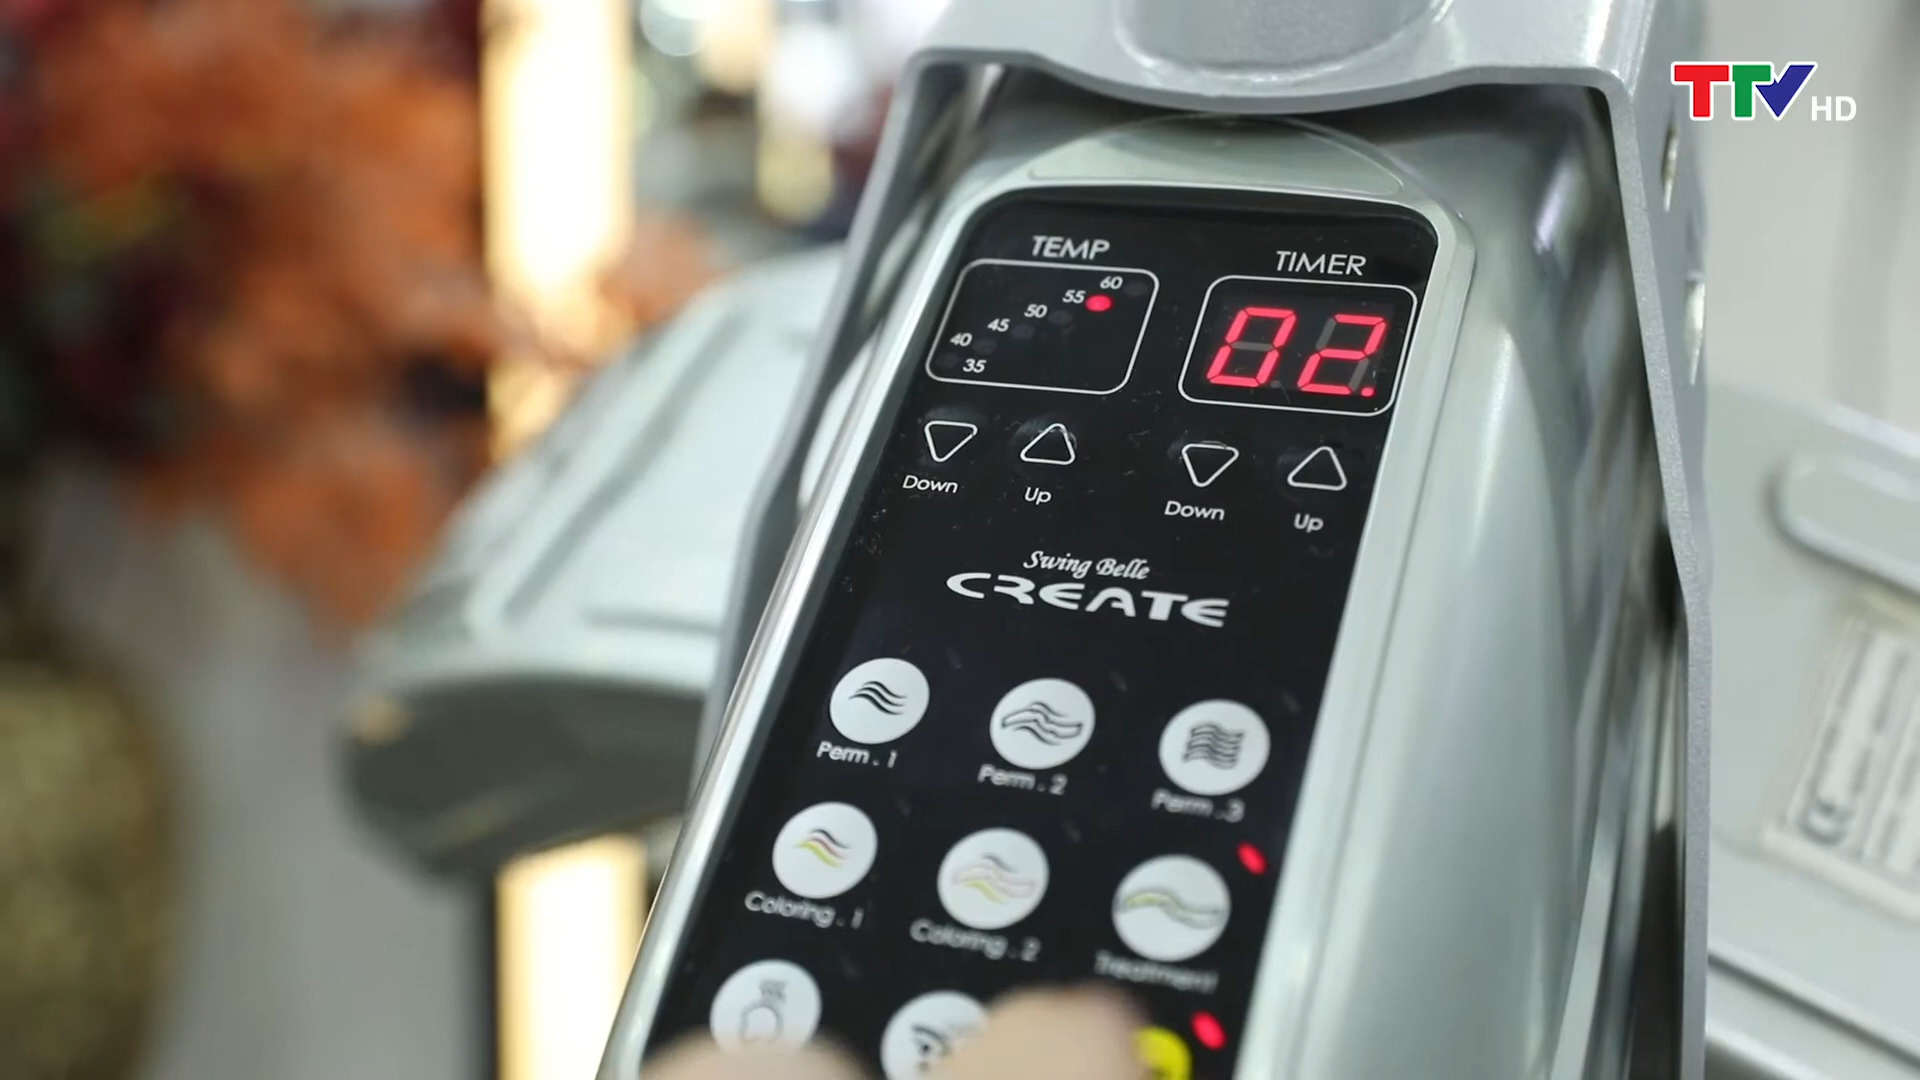 TTV HD
TEMP
TIMER
60
55
50
45
40
35
02.
Down
Up
Down
Up
Swing Belle
CREATE
Perm . 1
Perm . 2
Perm . 3
Coloring . 1
Coloring . 2
Treatment